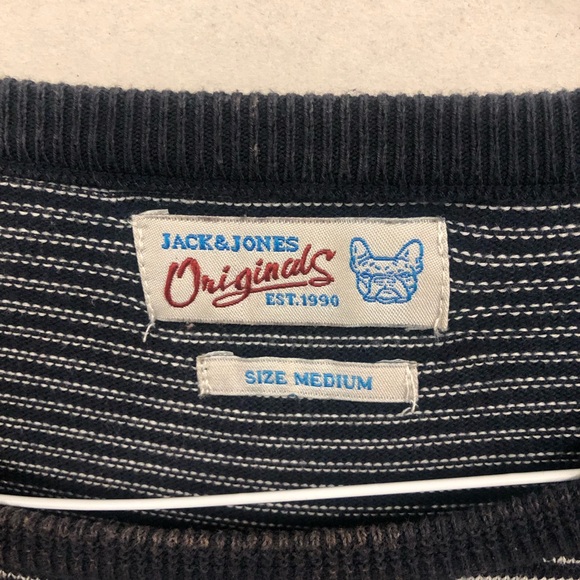 JACK&JONES
Originals
EST.1990
SIZE MEDIUM